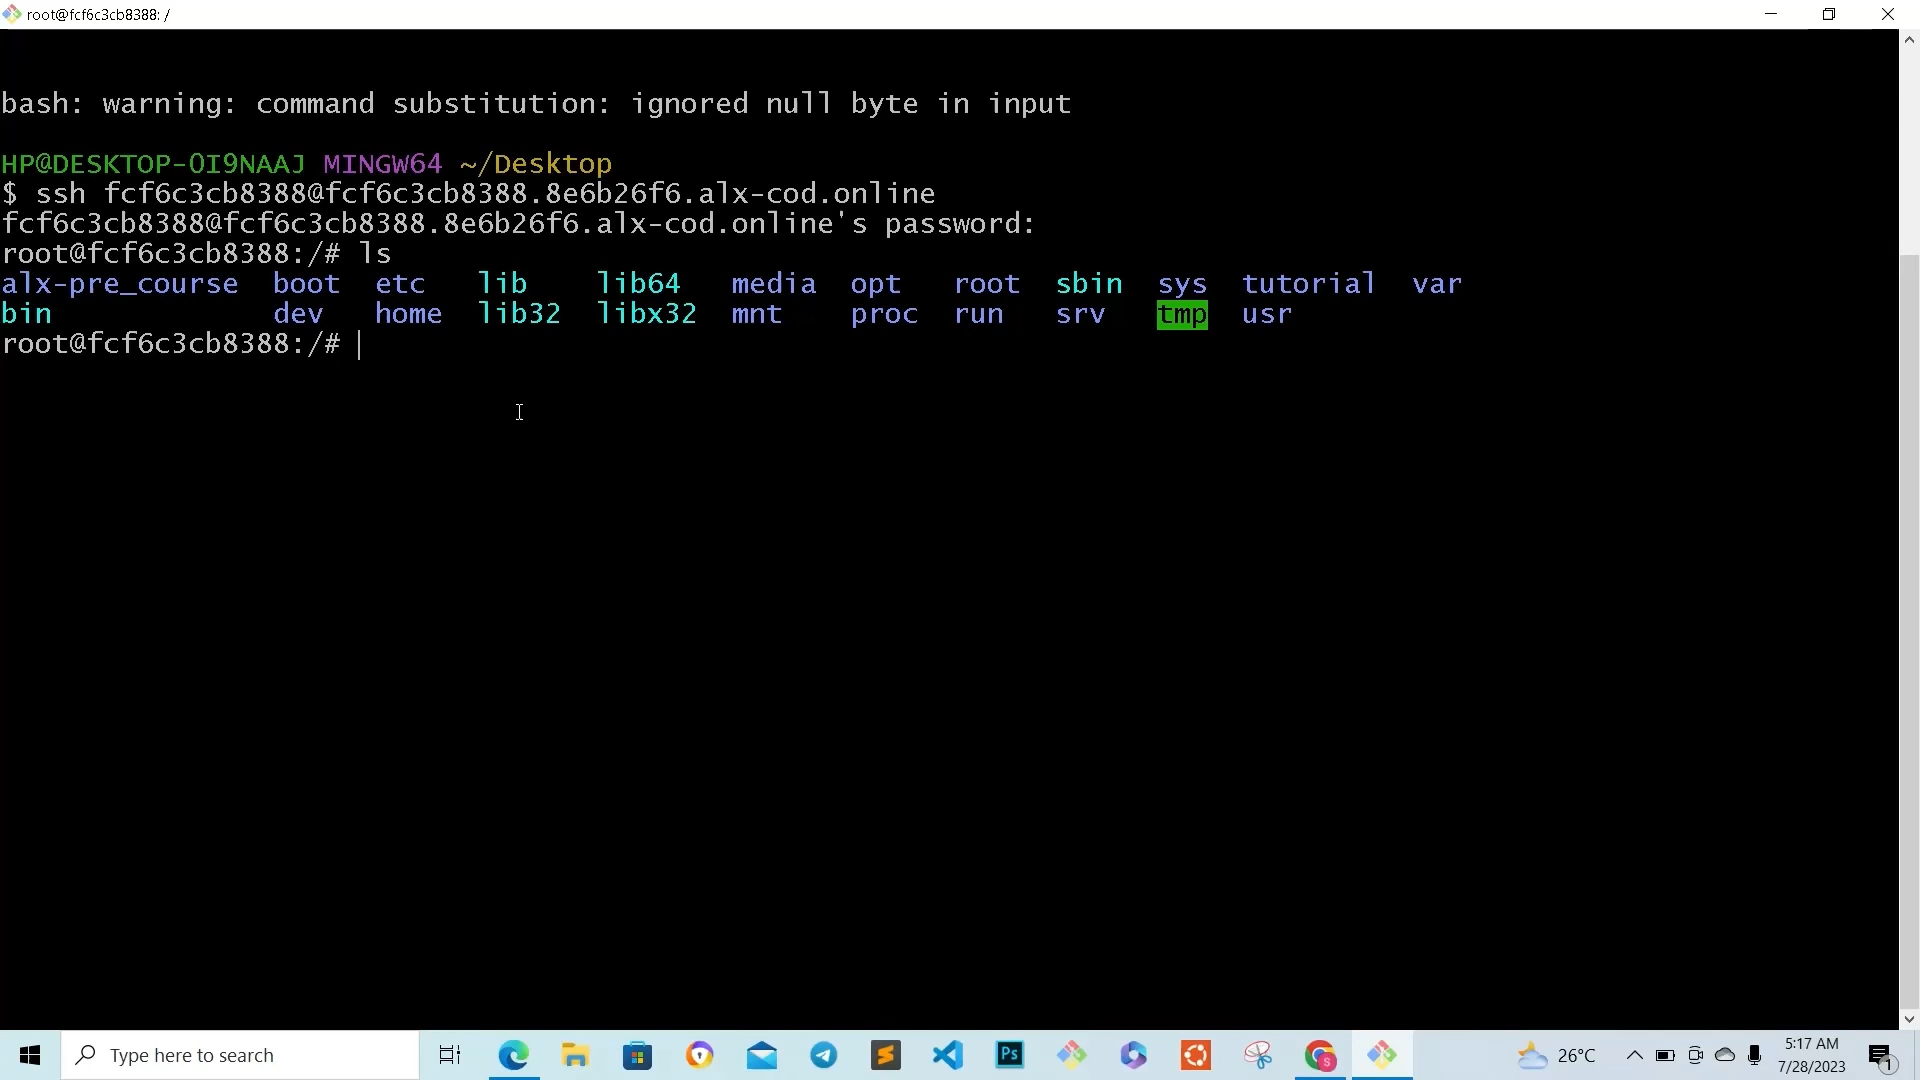 root@fcf6c3cb8388: /
bash: warning: command substitution: ignored null byte in input
HP@DESKTOP-OI9NAAJ MINGW64 ~/Desktop
$ ssh fcf6c3cb8388@fcf6c3cb8388.8e6b26f6.alx-cod.online
fcf6c3cb8388@fcf6c3cb8388.8e6b26f6.alx-cod.online's password:
root@fcf6c3cb8388:/# ls
alx-pre_course boot etc lib lib64 media opt root sbin sys tutorial var
bin dev home lib32 libx32 mnt proc run srv tmp usr
root@fcf6c3cb8388:/#
Type here to search
Ps
S
26°C
5:17 AM
7/28/2023
1